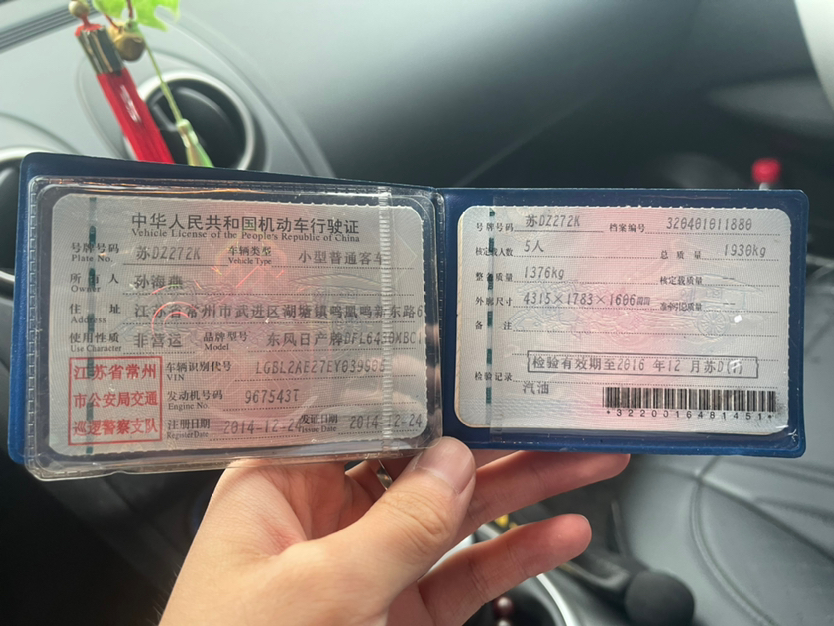 中华人民共和国机动车行驶证
Vehicle License of the People's Republic of China
号牌号码 苏DZ272K 车辆类型 小型普通客车
Plate No. Vehicle Type
所有人 孙海燕
Owner
住址 江苏省常州市武进区湖塘镇鸣凰鸣新东路6
Address
使用性质 非营运 品牌型号 东风日产牌DFL6430KBC1
Use Character Model
江苏省常州
市公安局交通
巡逻警察支队
车辆识别代号 LGBL2AE27EY039505
VIN
发动机号码 967543T
Engine No.
注册日期 2014-12-24 发证日期 2014-12-24
Register Date Issue Date
号牌号码 苏DZ272K 档案编号 320401011880
核定载人数 5人 总质量 1930kg
整备质量 1376kg 核定载质量
外廓尺寸 4315×1783×1606mm 准牵引总质量
备注
检验有效期至2016 年12 月苏D(1)
检验记录
汽油
*3220016481451*